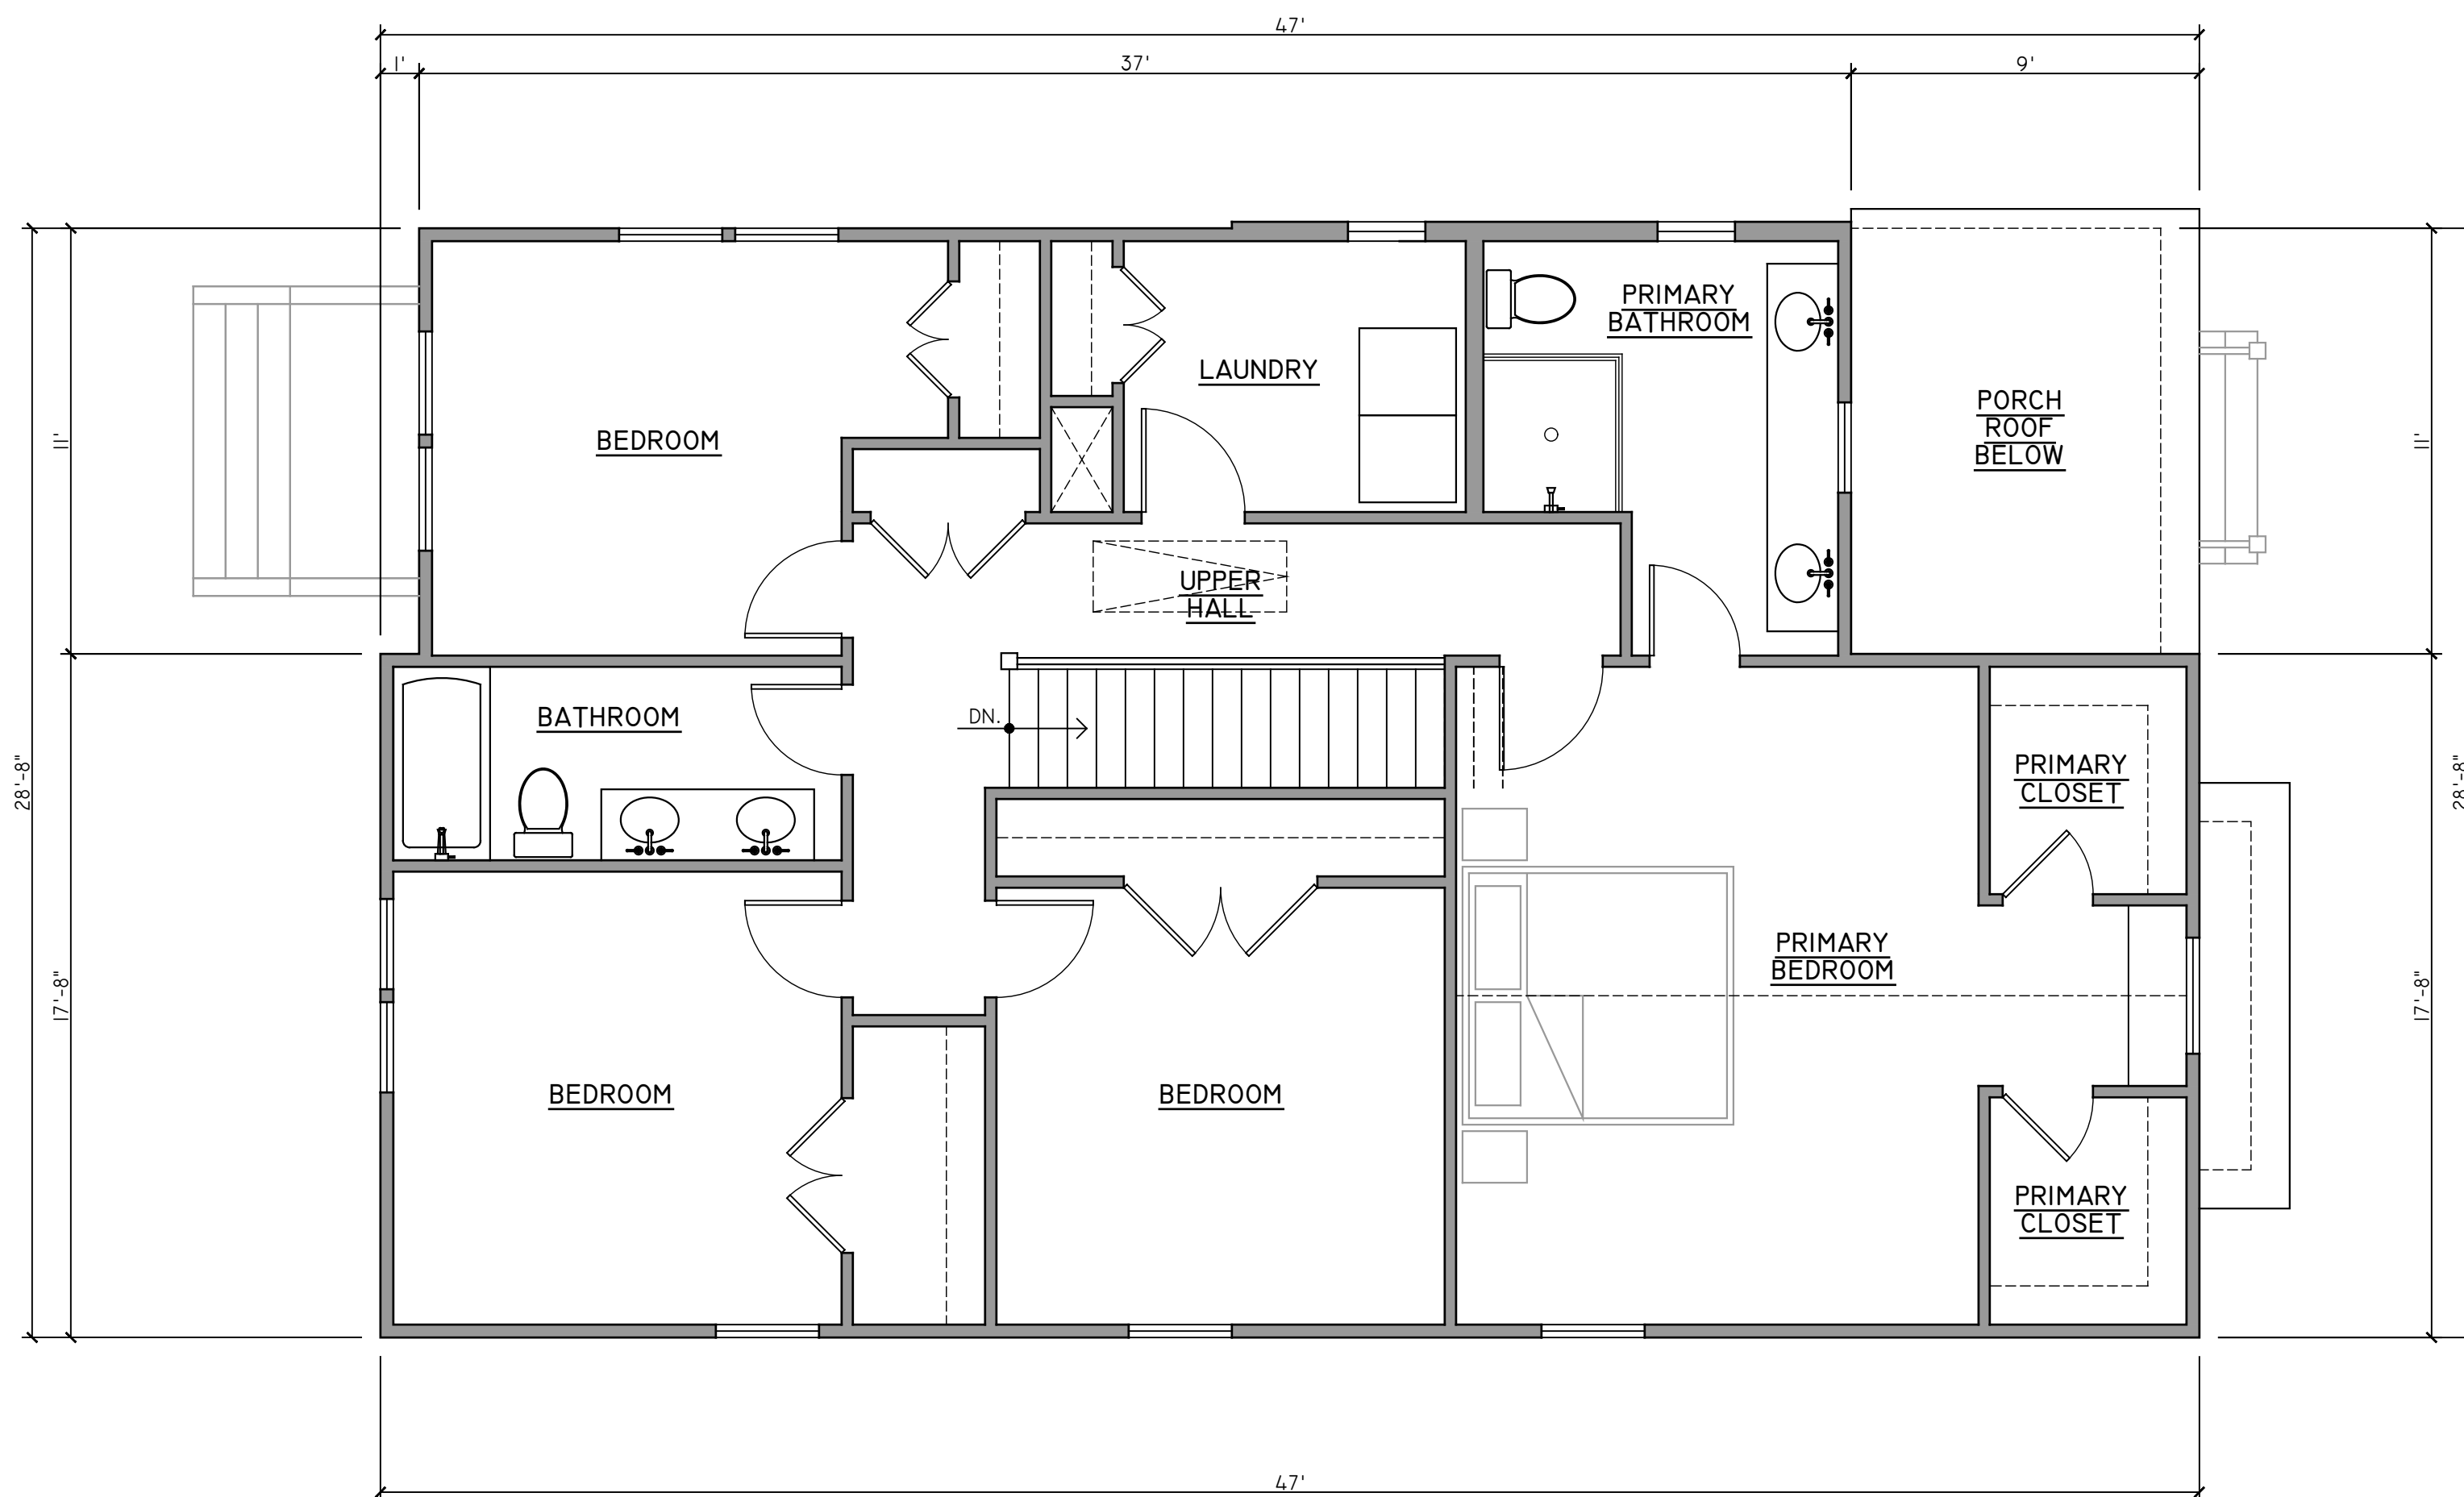 47'
1'
37'
9'
PRIMARY
BATHROOM
LAUNDRY
PORCH
ROOF
BELOW
BEDROOM
11'
11'
UPPER
HALL
BATHROOM
DN.
PRIMARY
CLOSET
28'-8"
28'-8"
PRIMARY
BEDROOM
17'-8"
17'-8"
BEDROOM
BEDROOM
PRIMARY
CLOSET
47'